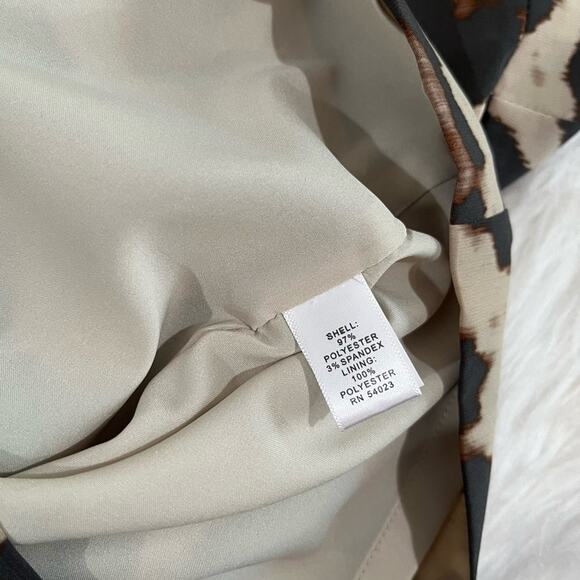 SHELL:
97%
POLYESTER
3% SPANDEX
LINING:
100%
POLYESTER
RN 54023